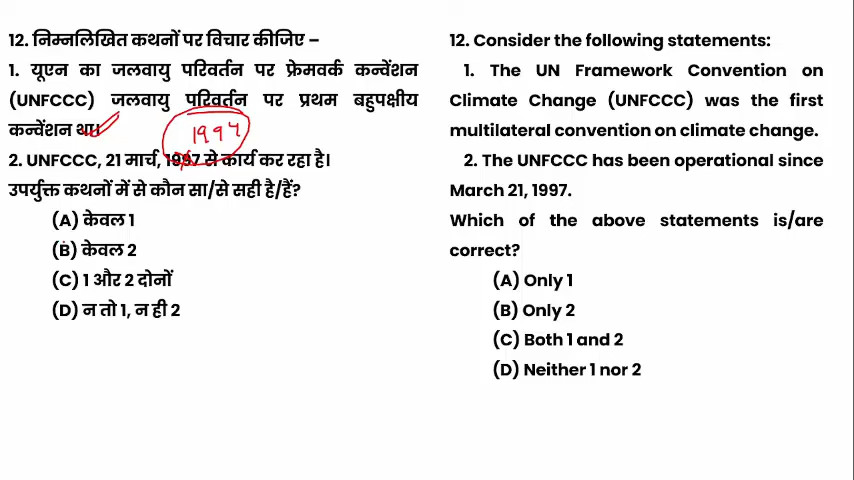 12. निम्नलिखित कथनों पर विचार कीजिए –
1. यूएन का जलवायु परिवर्तन पर फ्रेमवर्क कन्वेंशन
(UNFCCC) जलवायु परिवर्तन पर प्रथम बहुपक्षीय
कन्वेंशन था।
1994
2. UNFCCC, 21 मार्च, 1997 से कार्य कर रहा है।
उपर्युक्त कथनों में से कौन सा/से सही है/हैं?
(A) केवल 1
(B) केवल 2
(C) 1 और 2 दोनों
(D) न तो 1, न ही 2
12. Consider the following statements:
1. The UN Framework Convention on
Climate Change (UNFCCC) was the first
multilateral convention on climate change.
2. The UNFCCC has been operational since
March 21, 1997.
Which of the above statements is/are
correct?
(A) Only 1
(B) Only 2
(C) Both 1 and 2
(D) Neither 1 nor 2